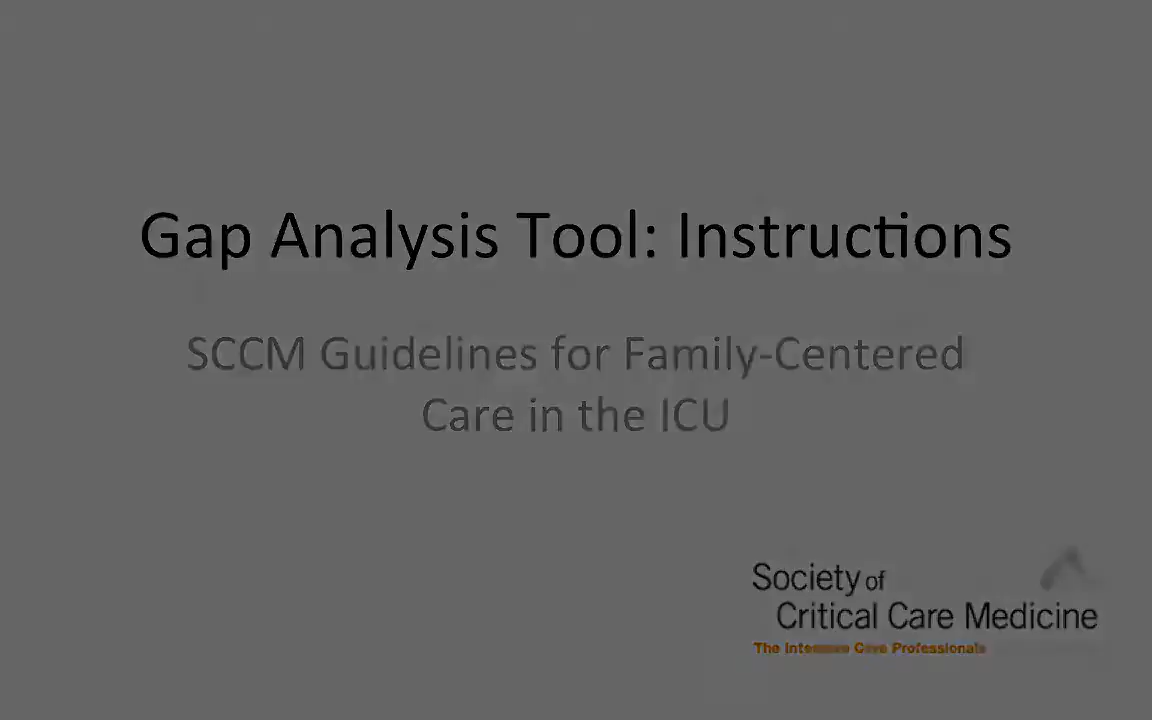 Gap Analysis Tool: Instructions
SCCM Guidelines for Family-Centered
Care in the ICU
Society of
Critical Care Medicine
The Intensive Care Professionals